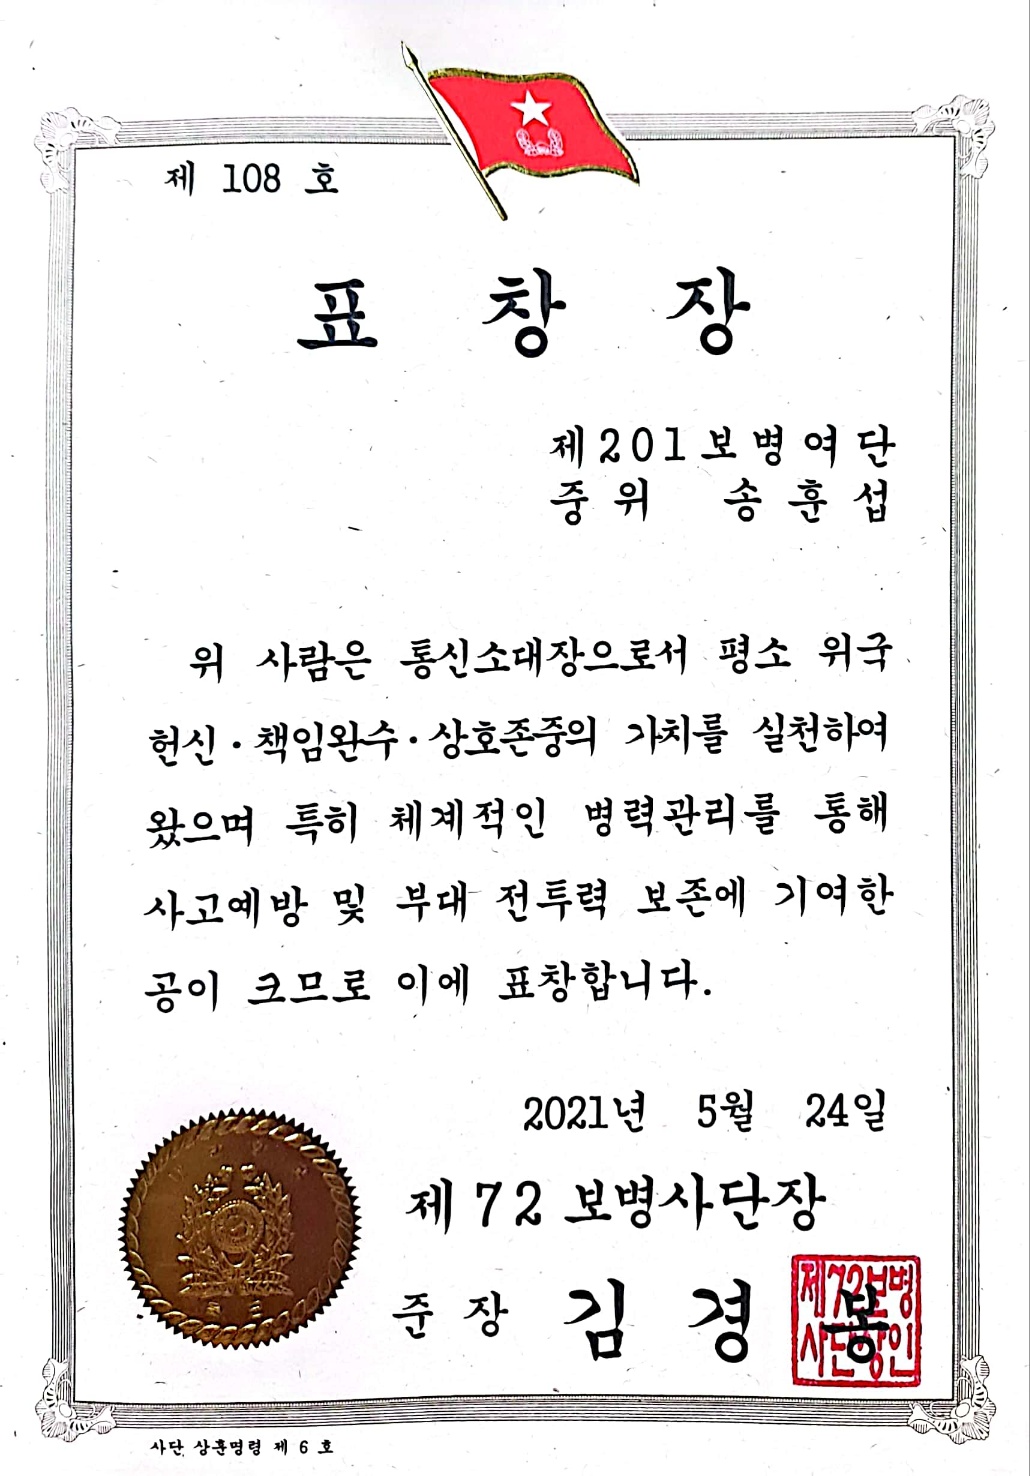 제 108 호
표 창 장
제201보병여단
중위 송훈섭
위 사람은 통신소대장으로서 평소 위국
헌신·책임완수·상호존중의 가치를 실천하여
왔으며 특히 체계적인 병력관리를 통해
사고예방 및 부대 전투력 보존에 기여한
공이 크므로 이에 표창합니다.
2021년 5월 24일
제72보병사단장
준장 김경봉
제72보병
사단장인
사단 상훈명령 제 6 호